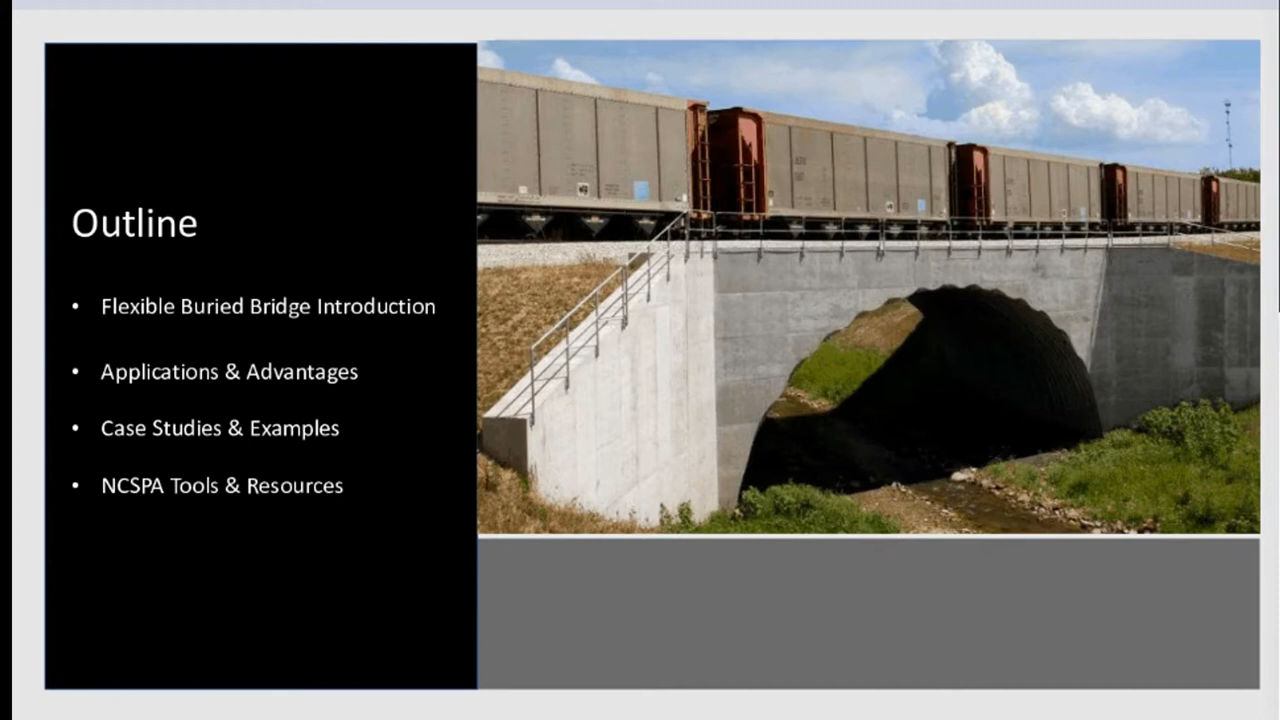 Outline
• Flexible Buried Bridge Introduction
• Applications & Advantages
• Case Studies & Examples
• NCSPA Tools & Resources